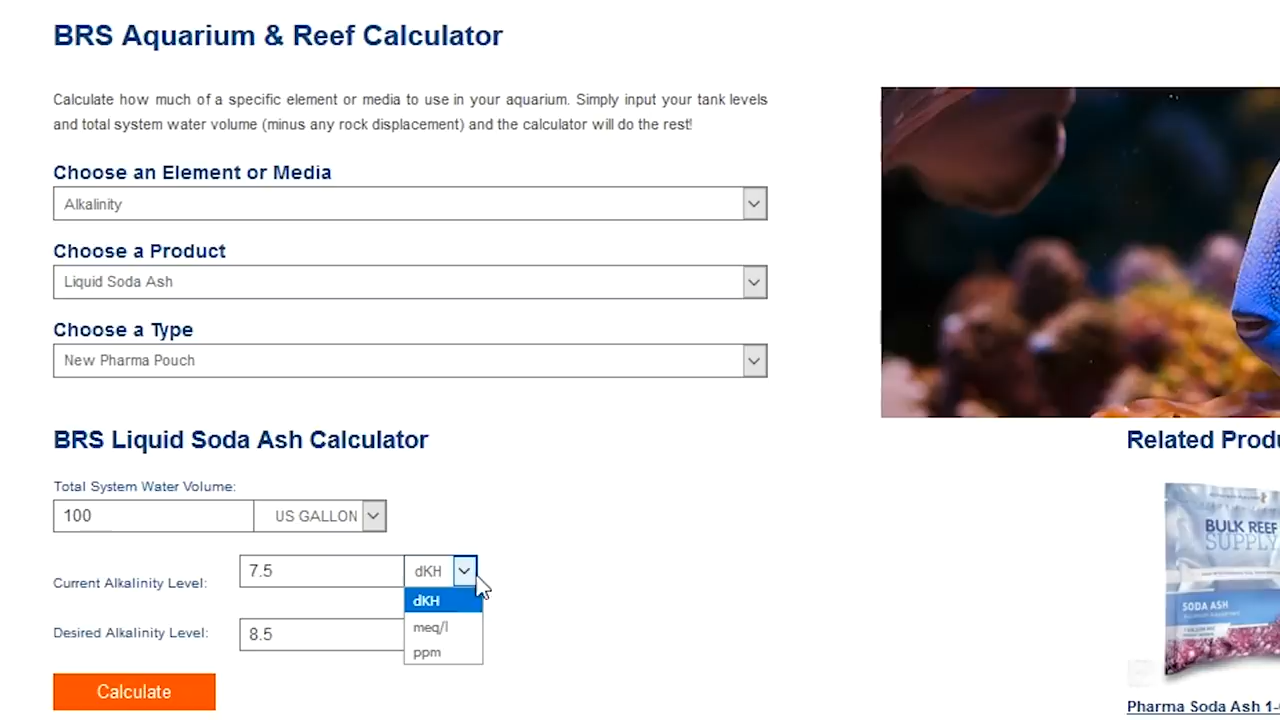 BRS Aquarium & Reef Calculator
Calculate how much of a specific element or media to use in your aquarium. Simply input your tank levels
and total system water volume (minus any rock displacement) and the calculator will do the rest!
Choose an Element or Media
Alkalinity
Choose a Product
Liquid Soda Ash
Choose a Type
New Pharma Pouch
BRS Liquid Soda Ash Calculator
Total System Water Volume:
100 US GALLON
Current Alkalinity Level: 7.5 dKH
dKH
meq/l
ppm
Desired Alkalinity Level: 8.5
Calculate
Related Produ
BULK REEF
SUPPLY
SODA ASH
Pharma Soda Ash 1-